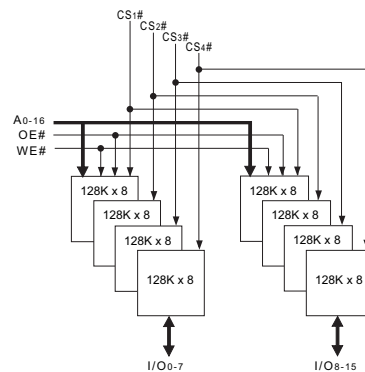 CS1#
CS2#
CS3#
CS4#
A0-16
OE#
WE#
128K x 8
128K x 8
128K x 8
128K x 8
128K x 8
128K x 8
128K x 8
128K x 8
I/O0-7
I/O8-15